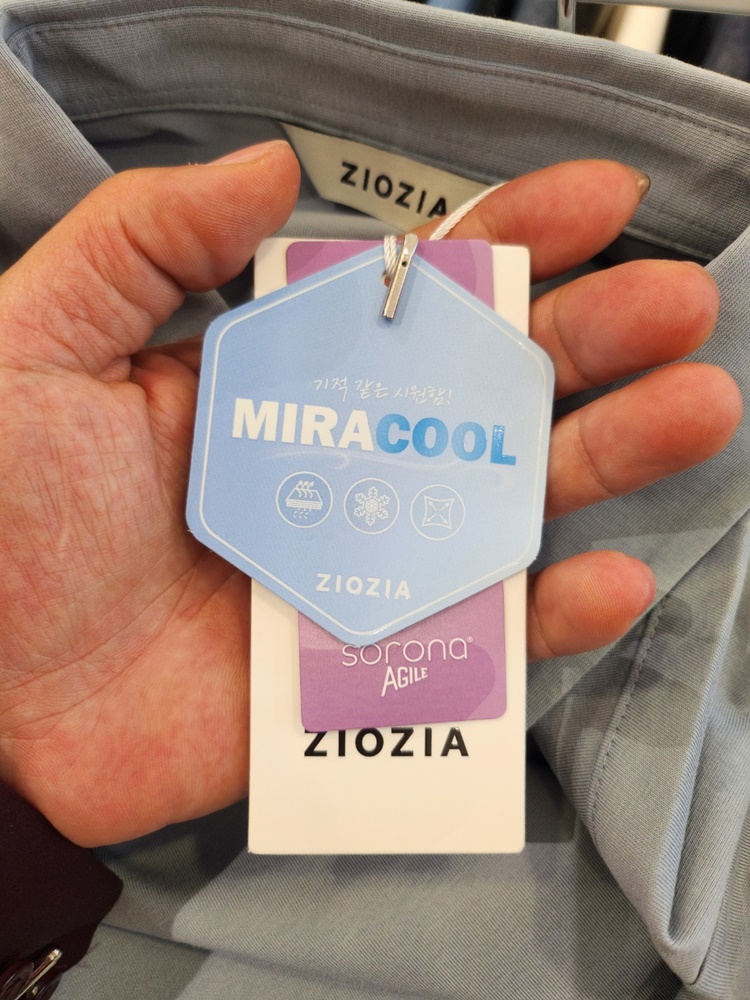 ZIOZIA
기적 같은 시원함!
MIRACOOL
ZIOZIA
sorona®
AGILE
ZIOZIA